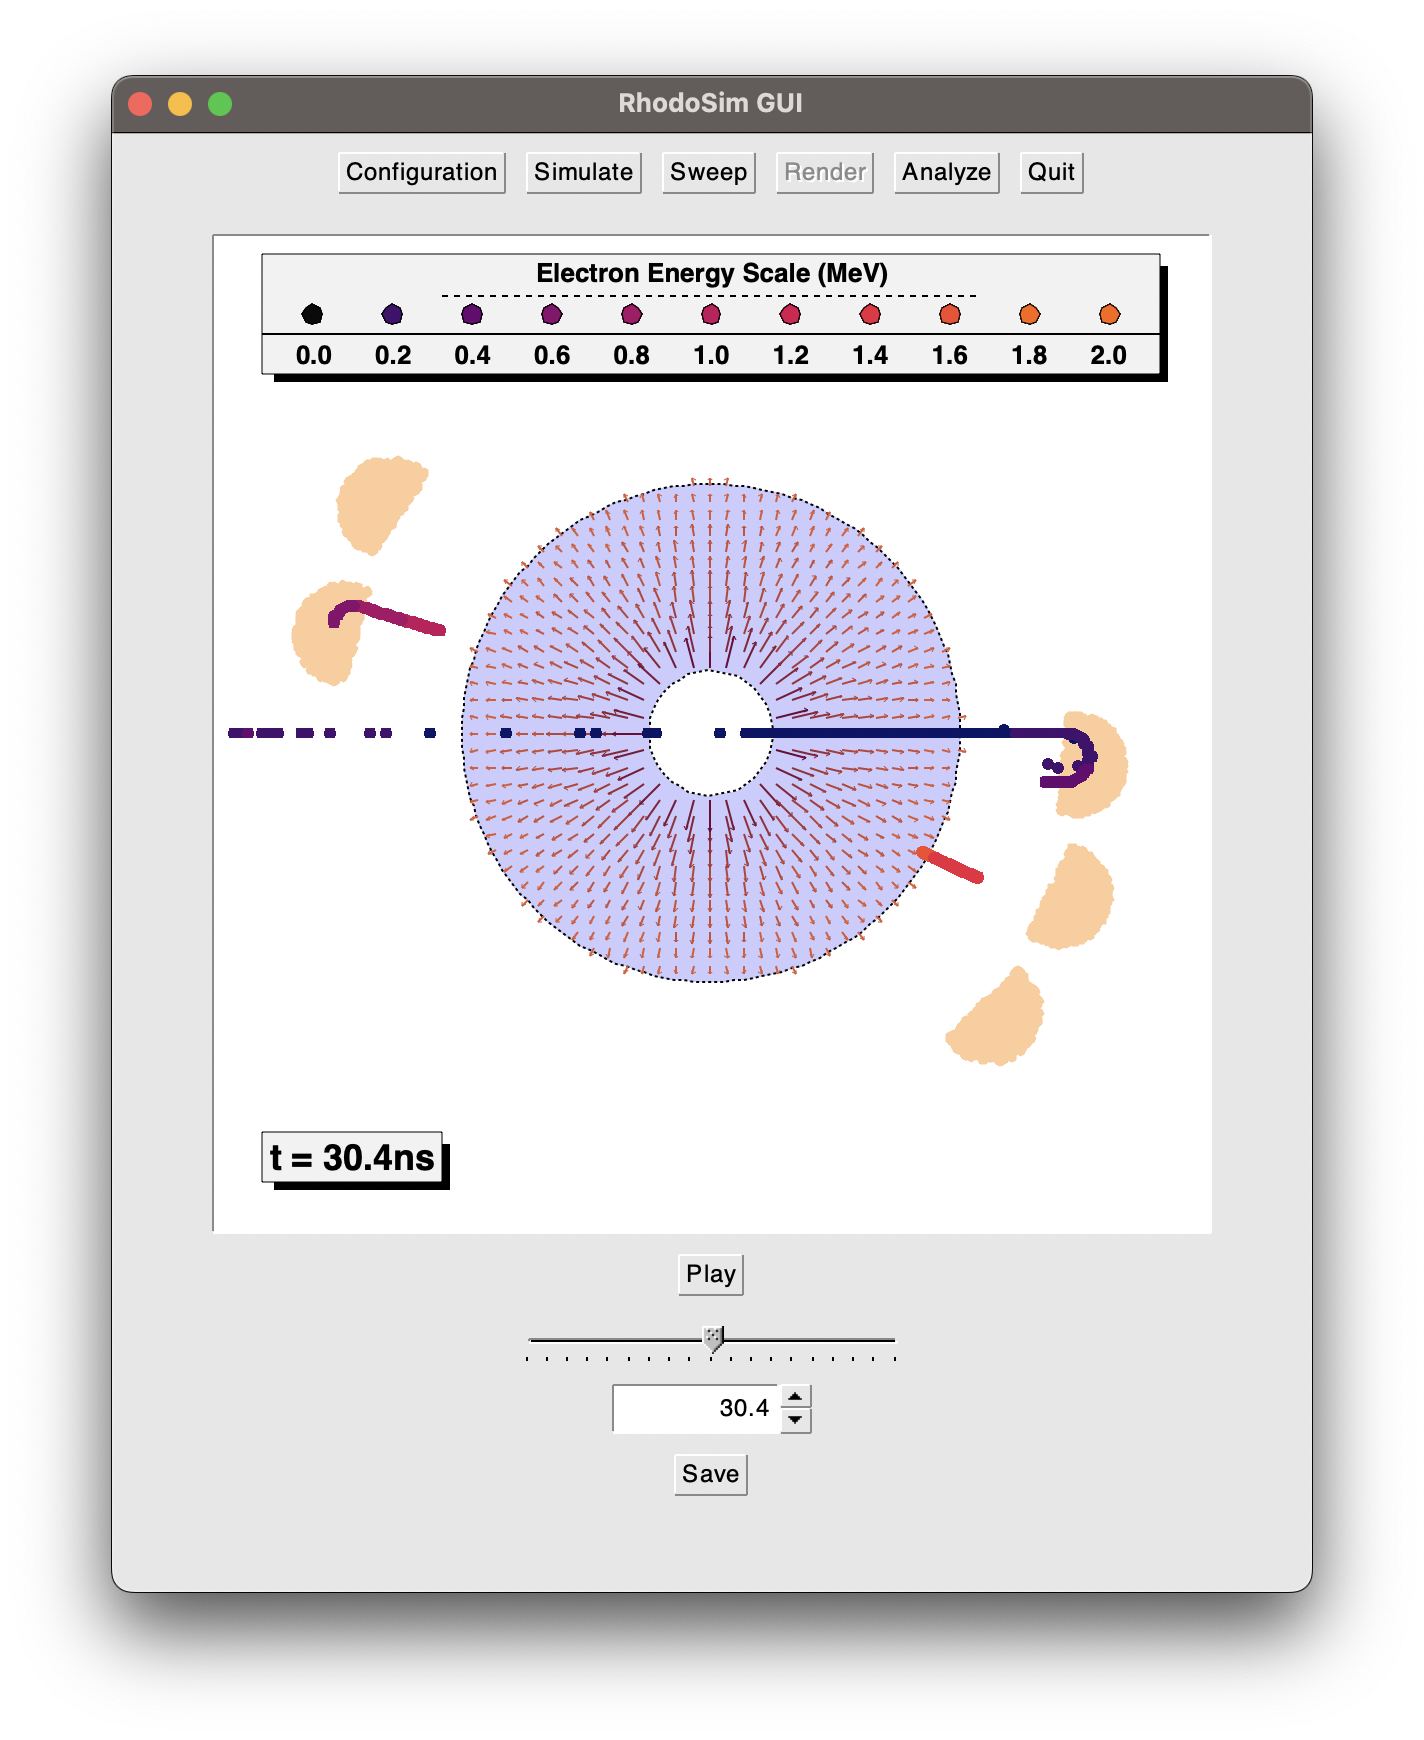 RhodoSim GUI
Configuration Simulate Sweep Render Analyze Quit
Electron Energy Scale (MeV)
0.0 0.2 0.4 0.6 0.8 1.0 1.2 1.4 1.6 1.8 2.0
t = 30.4ns
Play
30.4
Save